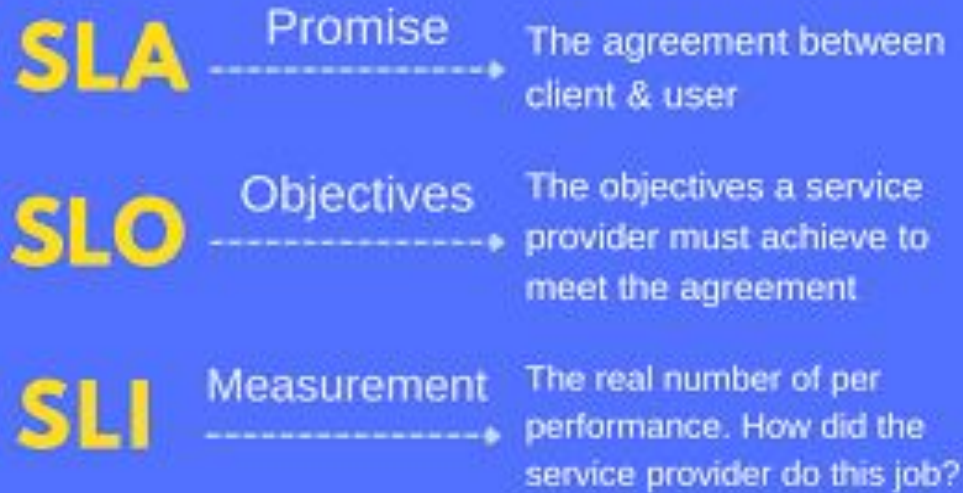 SLA
Promise
The agreement between
client & user
SLO
Objectives
The objectives a service
provider must achieve to
meet the agreement
SLI
Measurement
The real number of per
performance. How did the
service provider do this job?